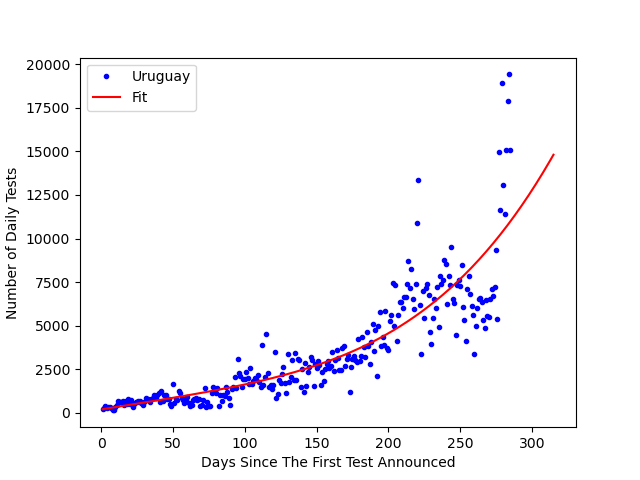 20000
17500
15000
12500
10000
7500
5000
2500
0
Number of Daily Tests
Uruguay
Fit
0 50 100 150 200 250 300
Days Since The First Test Announced